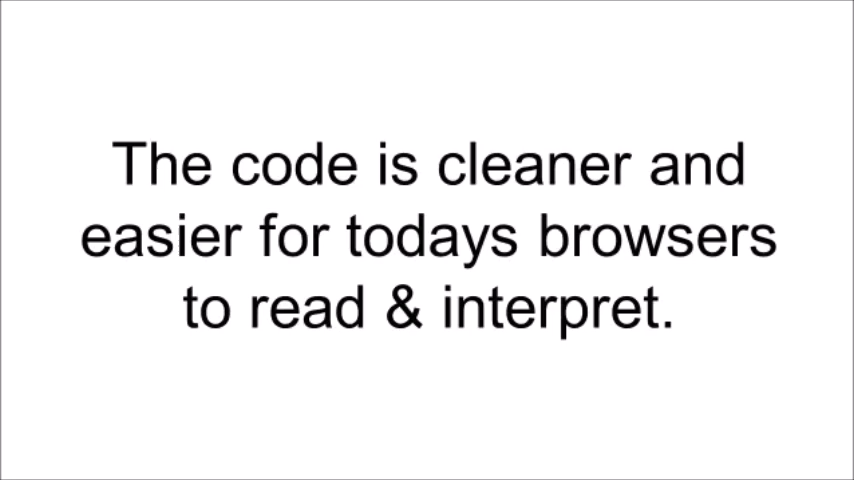 The code is cleaner and
easier for todays browsers
to read & interpret.